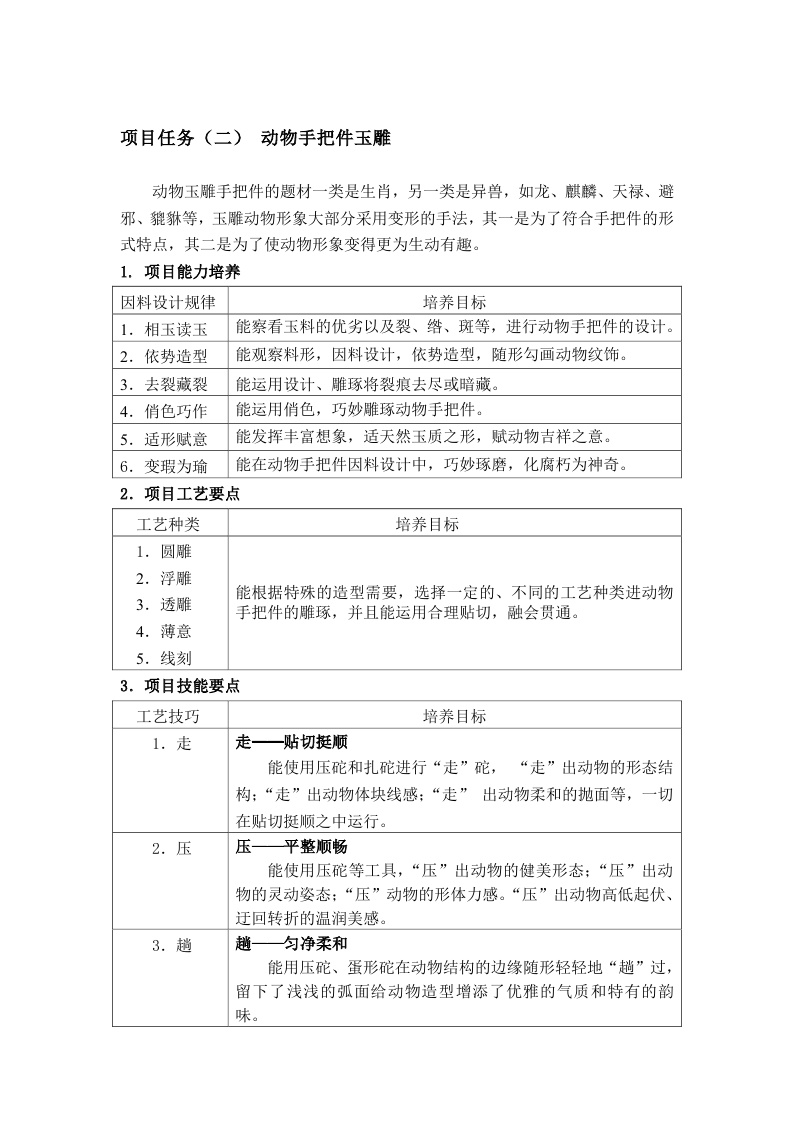 项目任务（二） 动物手把件玉雕
动物玉雕手把件的题材一类是生肖，另一类是异兽，如龙、麒麟、天禄、避
邪、貔貅等，玉雕动物形象大部分采用变形的手法，其一是为了符合手把件的形
式特点，其二是为了使动物形象变得更为生动有趣。
1. 项目能力培养
因料设计规律 培养目标
1．相玉读玉 能察看玉料的优劣以及裂、绺、斑等，进行动物手把件的设计。
2．依势造型 能观察料形，因料设计，依势造型，随形勾画动物纹饰。
3．去裂藏裂 能运用设计、雕琢将裂痕去尽或暗藏。
4．俏色巧作 能运用俏色，巧妙雕琢动物手把件。
5．适形赋意 能发挥丰富想象，适天然玉质之形，赋动物吉祥之意。
6．变瑕为瑜 能在动物手把件因料设计中，巧妙琢磨，化腐朽为神奇。
2．项目工艺要点
工艺种类 培养目标
1．圆雕
2．浮雕
3．透雕
4．薄意
5．线刻
能根据特殊的造型需要，选择一定的、不同的工艺种类进动物
手把件的雕琢，并且能运用合理贴切，融会贯通。
3．项目技能要点
工艺技巧 培养目标
1．走 走——贴切挺顺
能使用压砣和扎砣进行“走”砣， “走”出动物的形态结
构；“走”出动物体块线感；“走” 出动物柔和的抛面等，一切
在贴切挺顺之中运行。
2．压 压——平整顺畅
能使用压砣等工具，“压”出动物的健美形态；“压”出动
物的灵动姿态；“压”动物的形体力感。“压”出动物高低起伏、
迂回转折的温润美感。
3．趟 趟——匀净柔和
能用压砣、蛋形砣在动物结构的边缘随形轻轻地“趟”过，
留下了浅浅的弧面给动物造型增添了优雅的气质和特有的韵
味。